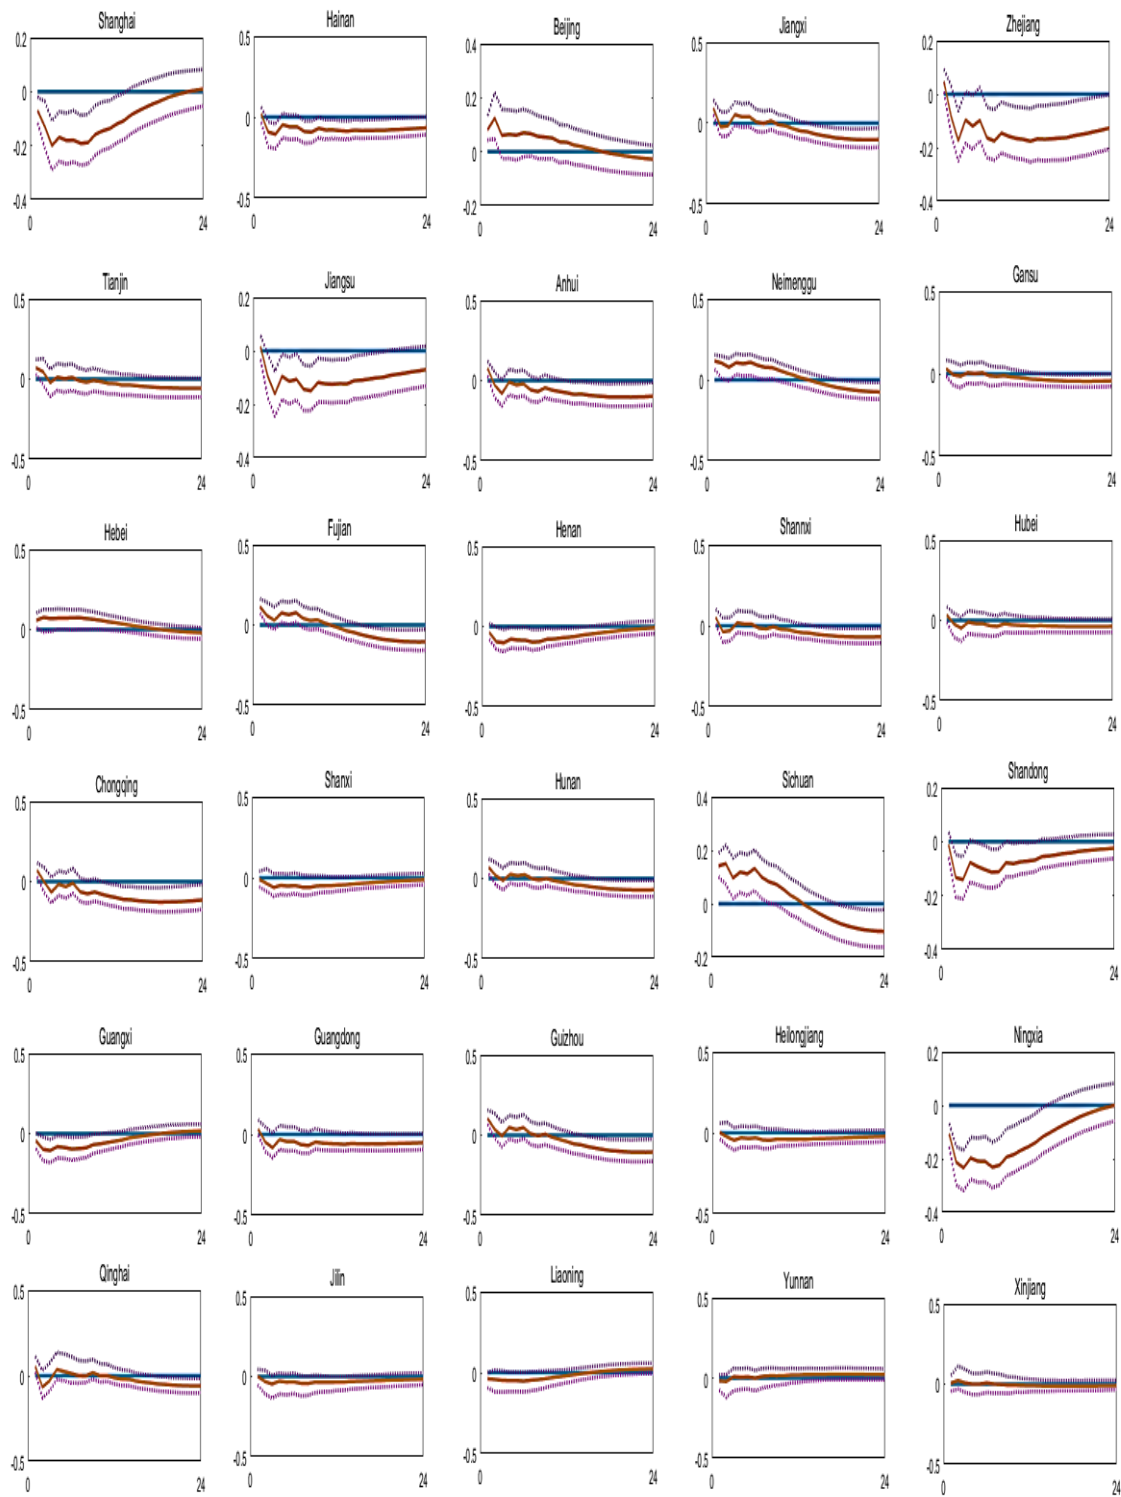 Shanghai Hainan Beijing Jiangxi Zhejiang
0.2 0.5 0.4 0.5 0.2
0 0 0.2 0 0
-0.2 0 -0.2
-0.4 -0.5 -0.2 -0.5 -0.4
0 24 0 24 0 24 0 24 0 24
Tianjin Jiangsu Anhui Neimenggu Gansu
0.5 0.2 0.5 0.5 0.5
0 0 0 0 0
-0.2
-0.5 -0.4 -0.5 -0.5 -0.5
0 24 0 24 0 24 0 24 0 24
Hebei Fujian Henan Shannxi Hubei
0.5 0.5 0.5 0.5 0.5
0 0 0 0 0
-0.5 -0.5 -0.5 -0.5 -0.5
0 24 0 24 0 24 0 24 0 24
Chongqing Shanxi Hunan Sichuan Shandong
0.5 0.5 0.5 0.4 0.2
0 0 0 0.2 0
0 -0.2
-0.5 -0.5 -0.5 -0.2 -0.4
0 24 0 24 0 24 0 24 0 24
Guangxi Guangdong Guizhou Heilongjiang Ningxia
0.5 0.5 0.5 0.5 0.2
0 0 0 0 0
-0.2
-0.5 -0.5 -0.5 -0.5 -0.4
0 24 0 24 0 24 0 24 0 24
Qinghai Jilin Liaoning Yunnan Xinjiang
0.5 0.5 0.5 0.5 0.5
0 0 0 0 0
-0.5 -0.5 -0.5 -0.5 -0.5
0 24 0 24 0 24 0 24 0 24